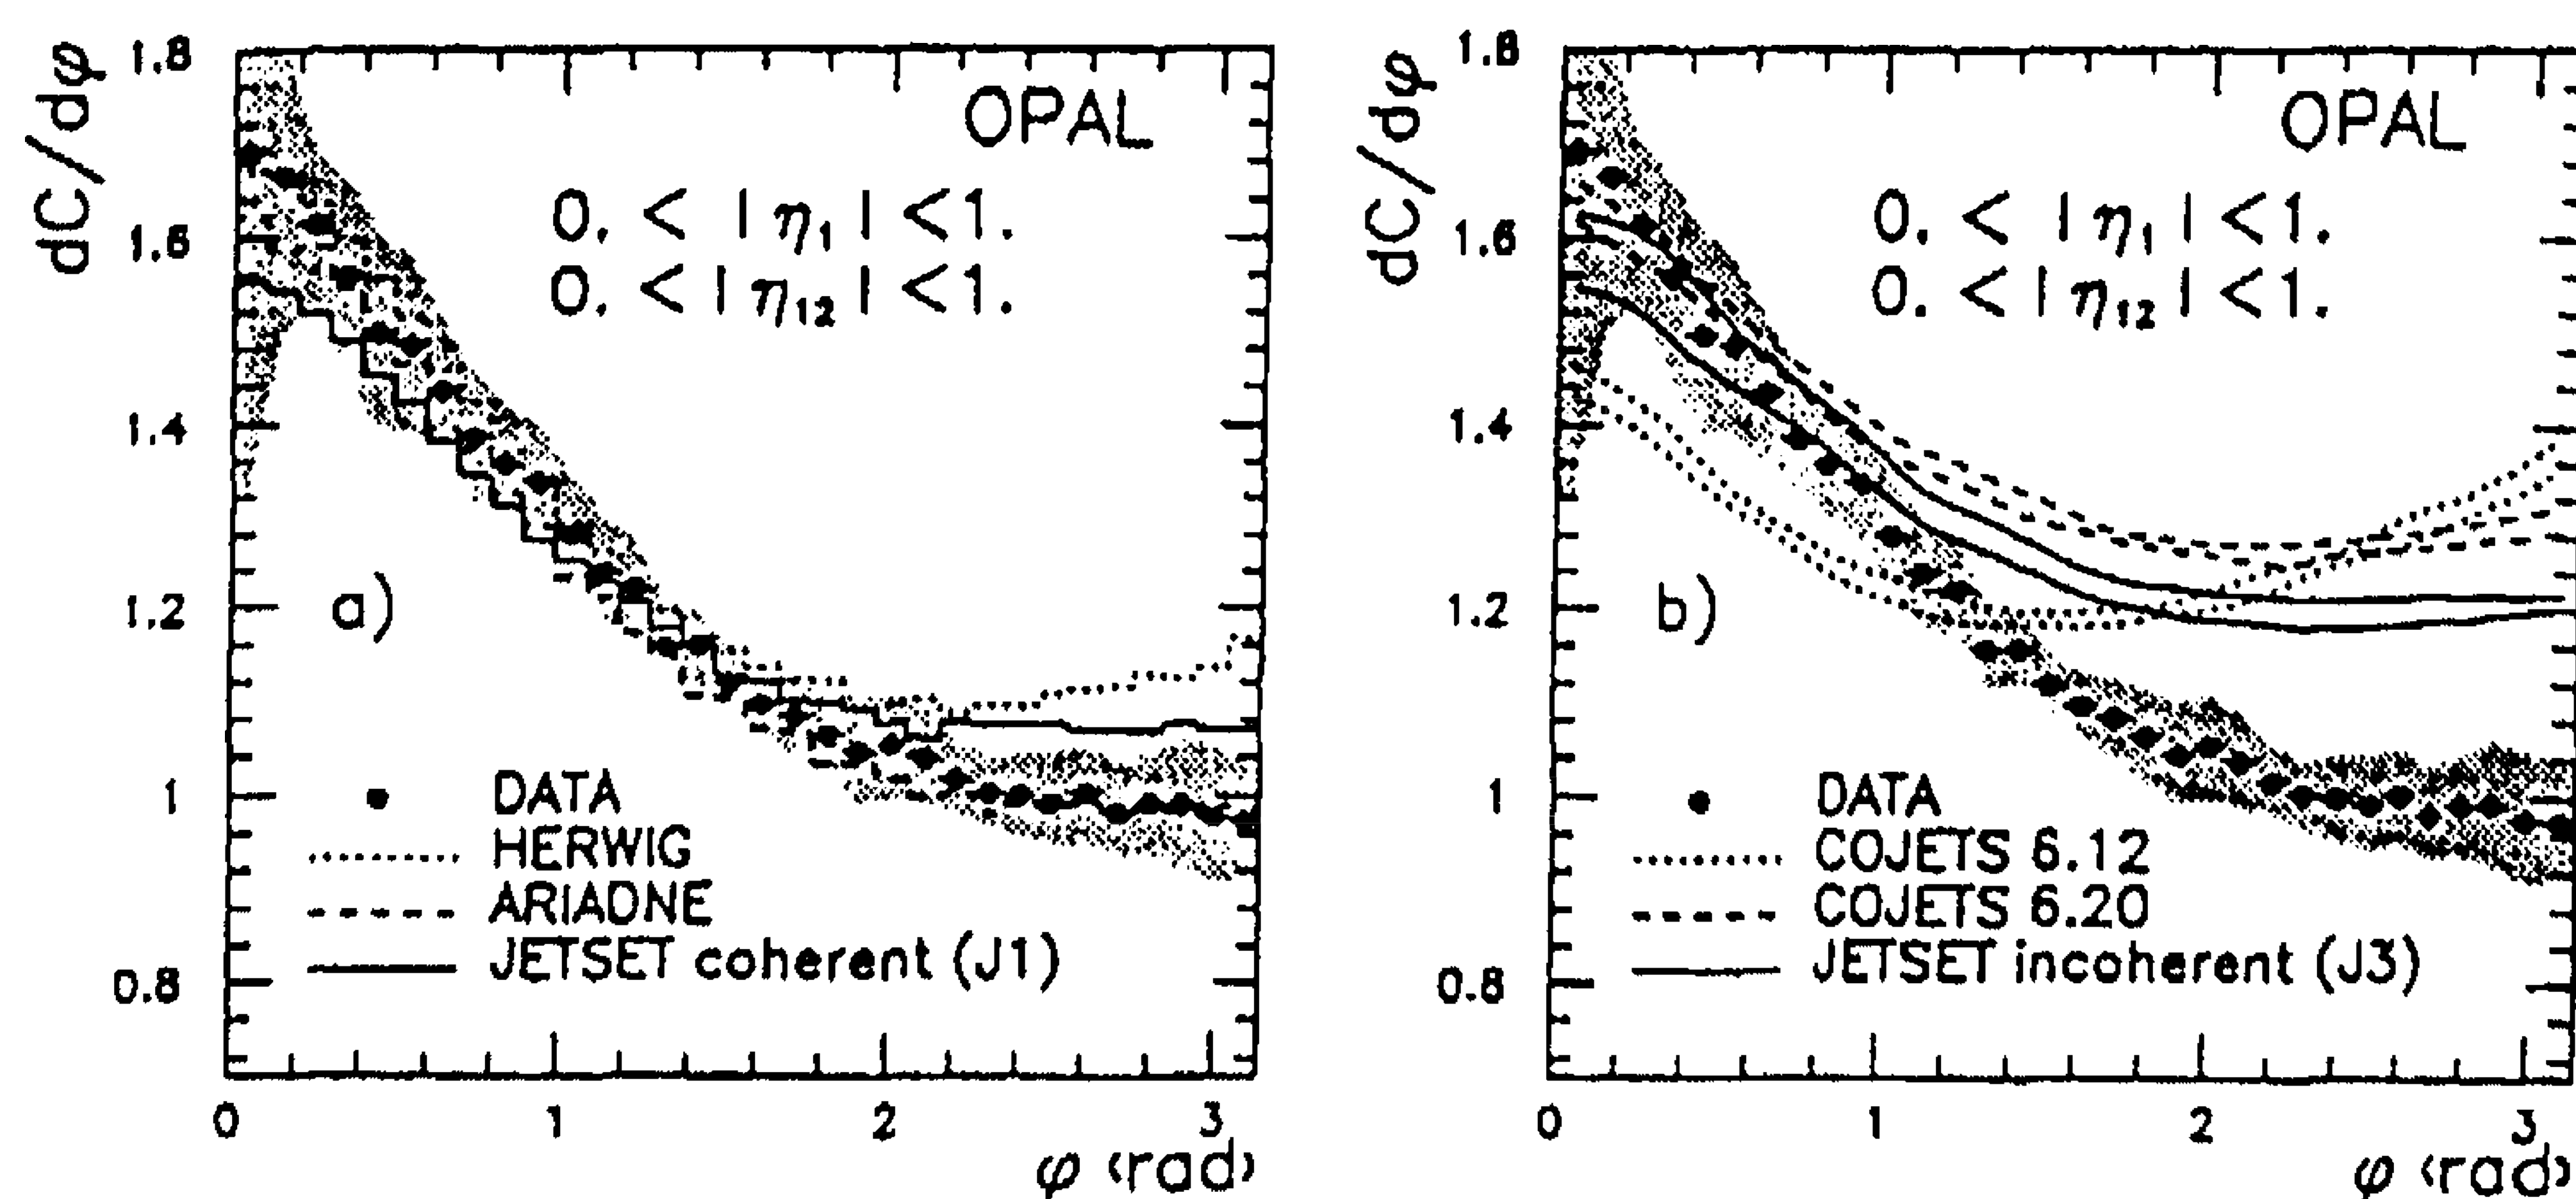 dC/dφ
1.8
1.6
1.4
1.2
1
0.8
0
1
2
3
φ (rad)
OPAL
0. < | η₁ | < 1.
0. < | η₁₂ | < 1.
a)
DATA
HERWIG
ARIADNE
JETSET coherent (J1)
dC/dφ
1.8
1.6
1.4
1.2
1
0.8
0
1
2
3
φ (rad)
OPAL
0. < | η₁ | < 1.
0. < | η₁₂ | < 1.
b)
DATA
COJETS 6.12
COJETS 6.20
JETSET incoherent (J3)